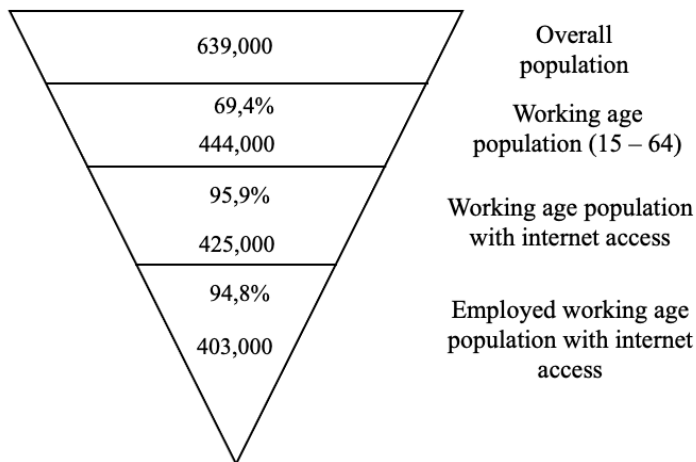 639,000
Overall
population
69,4%
444,000
Working age
population (15 – 64)
95,9%
425,000
Working age population
with internet access
94,8%
403,000
Employed working age
population with internet
access